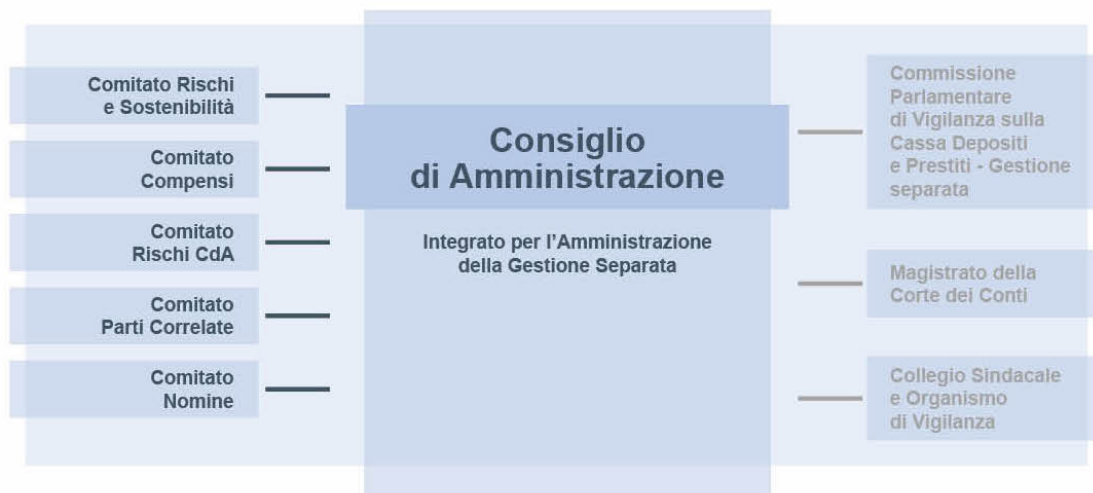 Comitato Rischi
e Sostenibilità
Comitato
Compensi
Comitato
Rischi CdA
Comitato
Parti Correlate
Comitato
Nomine
Consiglio
di Amministrazione
Integrato per l’Amministrazione
della Gestione Separata
Commissione
Parlamentare
di Vigilanza sulla
Cassa Depositi
e Prestiti - Gestione
separata
Magistrato della
Corte dei Conti
Collegio Sindacale
e Organismo
di Vigilanza